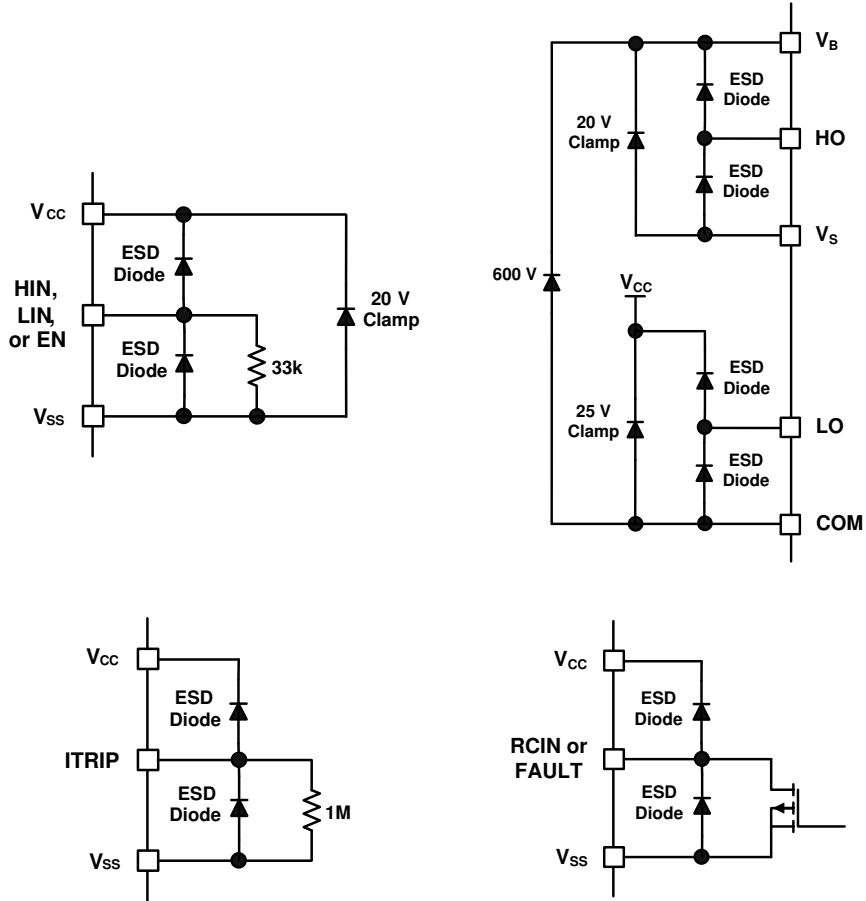 VCC
ESD
Diode
HIN,
LIN,
or EN
ESD
Diode
33k
20 V
Clamp
VSS
VB
ESD
Diode
20 V
Clamp
HO
ESD
Diode
VS
600 V
VCC
ESD
Diode
25 V
Clamp
LO
ESD
Diode
COM
VCC
ESD
Diode
ITRIP
ESD
Diode
1M
VSS
VCC
ESD
Diode
RCIN or
FAULT
ESD
Diode
VSS